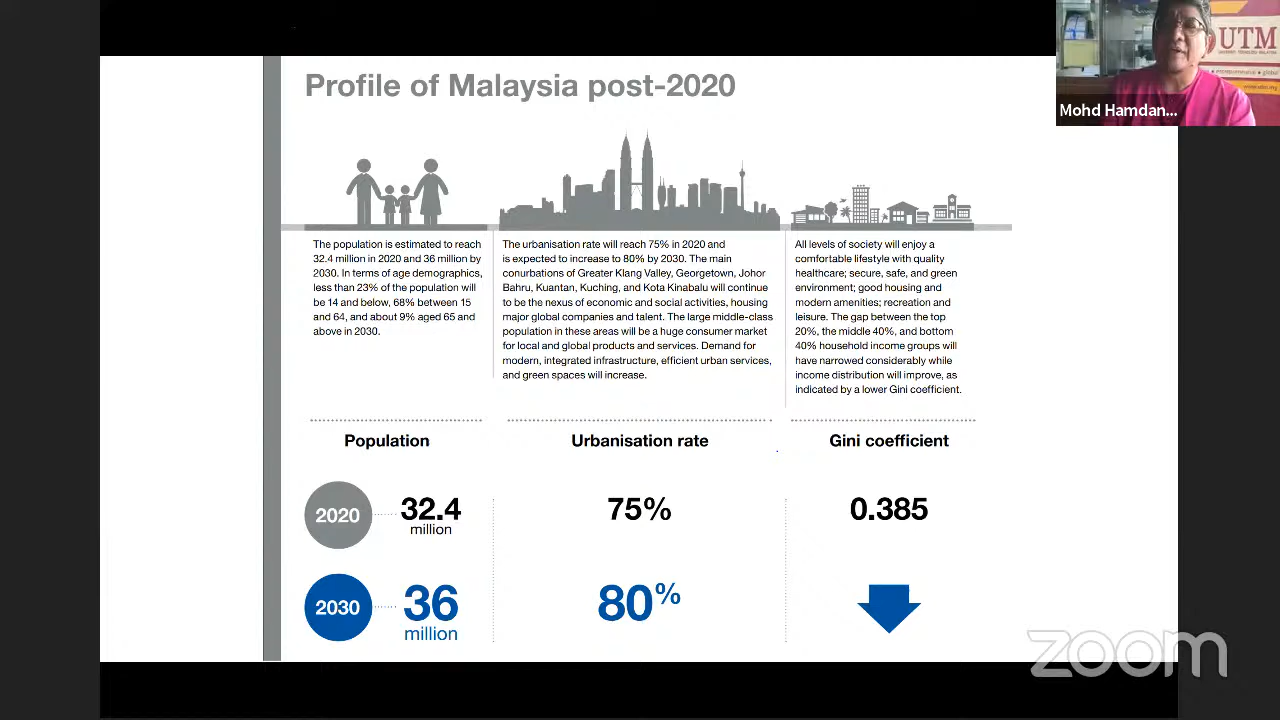 Profile of Malaysia post-2020
The population is estimated to reach
32.4 million in 2020 and 36 million by
2030. In terms of age demographics,
less than 23% of the population will
be 14 and below, 68% between 15
and 64, and about 9% aged 65 and
above in 2030.
The urbanisation rate will reach 75% in 2020 and
is expected to increase to 80% by 2030. The main
conurbations of Greater Klang Valley, Georgetown, Johor
Bahru, Kuantan, Kuching, and Kota Kinabalu will continue
to be the nexus of economic and social activities, housing
major global companies and talent. The large middle-class
population in these areas will be a huge consumer market
for local and global products and services. Demand for
modern, integrated infrastructure, efficient urban services,
and green spaces will increase.
All levels of society will enjoy a
comfortable lifestyle with quality
healthcare; secure, safe, and green
environment; good housing and
modern amenities; recreation and
leisure. The gap between the top
20%, the middle 40%, and bottom
40% household income groups will
have narrowed considerably while
income distribution will improve, as
indicated by a lower Gini coefficient.
Population
Urbanisation rate
Gini coefficient
2020
32.4
million
75%
0.385
2030
36
million
80%
UTM
Mohd Hamdan...
zoom